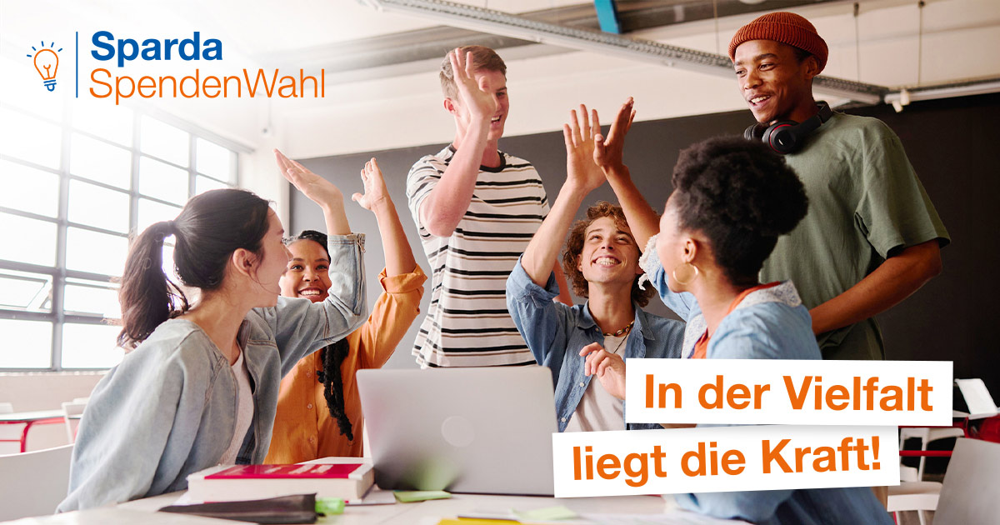 Sparda
SpendenWahl
In der Vielfalt
liegt die Kraft!